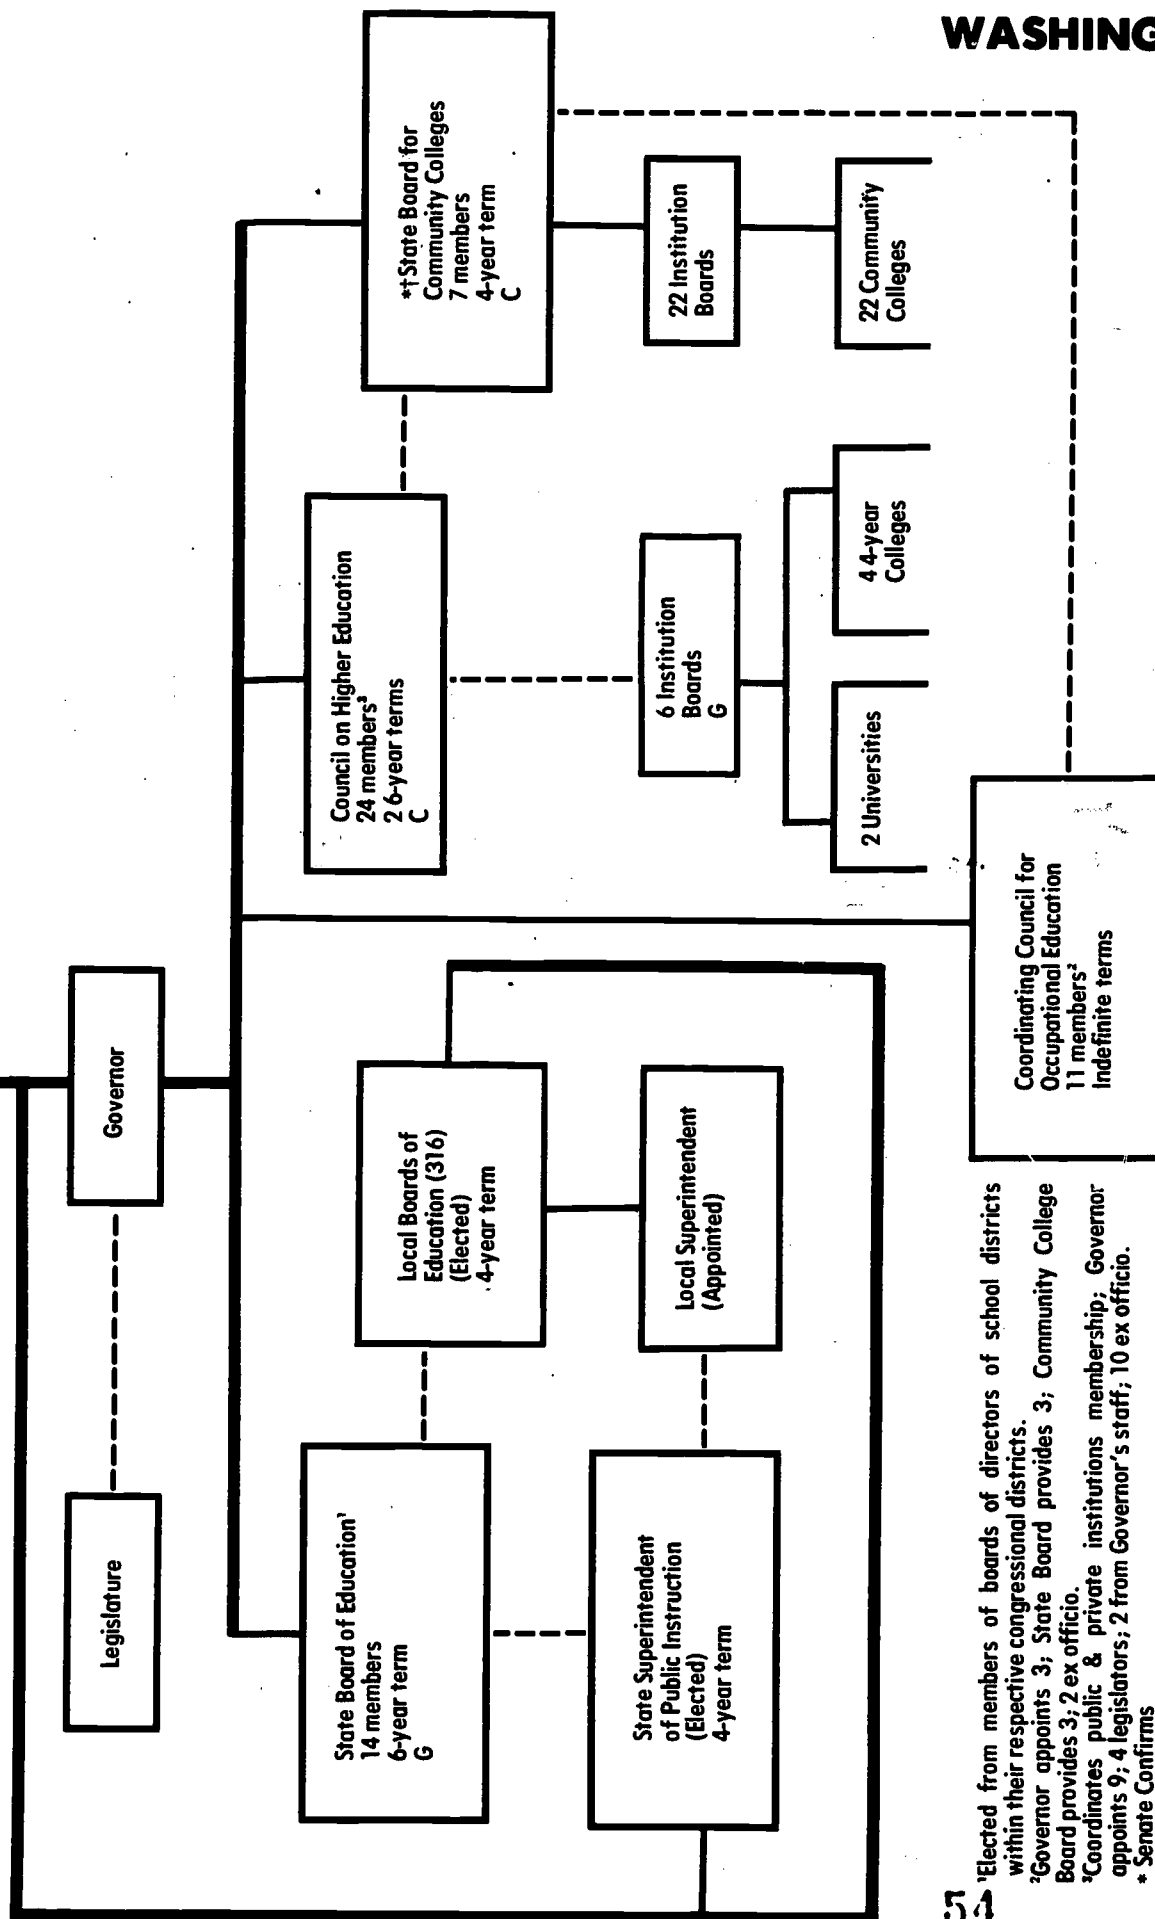 WASHING
Legislature
Governor
State Board of Education¹
14 members
6-year term
G
State Superintendent
of Public Instruction
(Elected)
4-year term
Local Boards of
Education (316)
(Elected)
4-year term
Local Superintendent
(Appointed)
Council on Higher Education
24 members³
2 6-year terms
C
6 Institution
Boards
G
2 Universities
4 4-year
Colleges
*†State Board for
Community Colleges
7 members
4-year term
C
22 Institution
Boards
22 Community
Colleges
Coordinating Council for
Occupational Education
11 members²
Indefinite terms
¹Elected from members of boards of directors of school districts
within their respective congressional districts.
²Governor appoints 3; State Board provides 3; Community College
Board provides 3; 2 ex officio.
³Coordinates public & private institutions membership; Governor
appoints 9; 4 legislators; 2 from Governor's staff; 10 ex officio.
* Senate Confirms
54